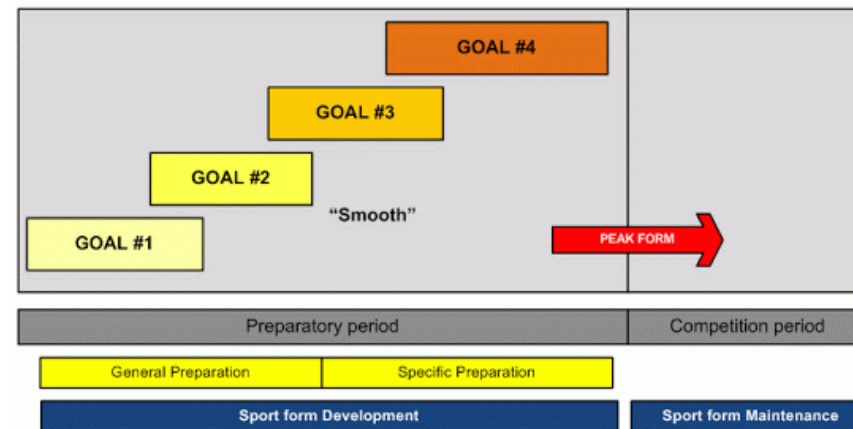 GOAL #4
GOAL #3
GOAL #2
“Smooth”
GOAL #1
PEAK FORM
Preparatory period
Competition period
General Preparation
Specific Preparation
Sport form Development
Sport form Maintenance